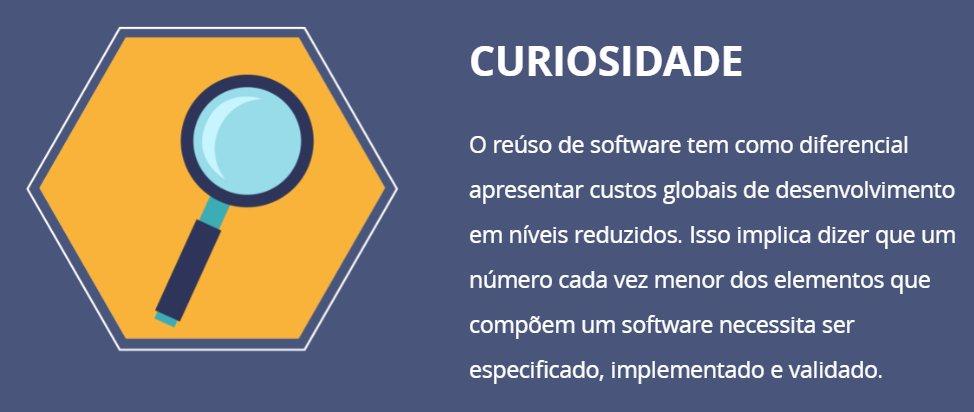 CURIOSIDADE
O reúso de software tem como diferencial
apresentar custos globais de desenvolvimento
em níveis reduzidos. Isso implica dizer que um
número cada vez menor dos elementos que
compõem um software necessita ser
especificado, implementado e validado.